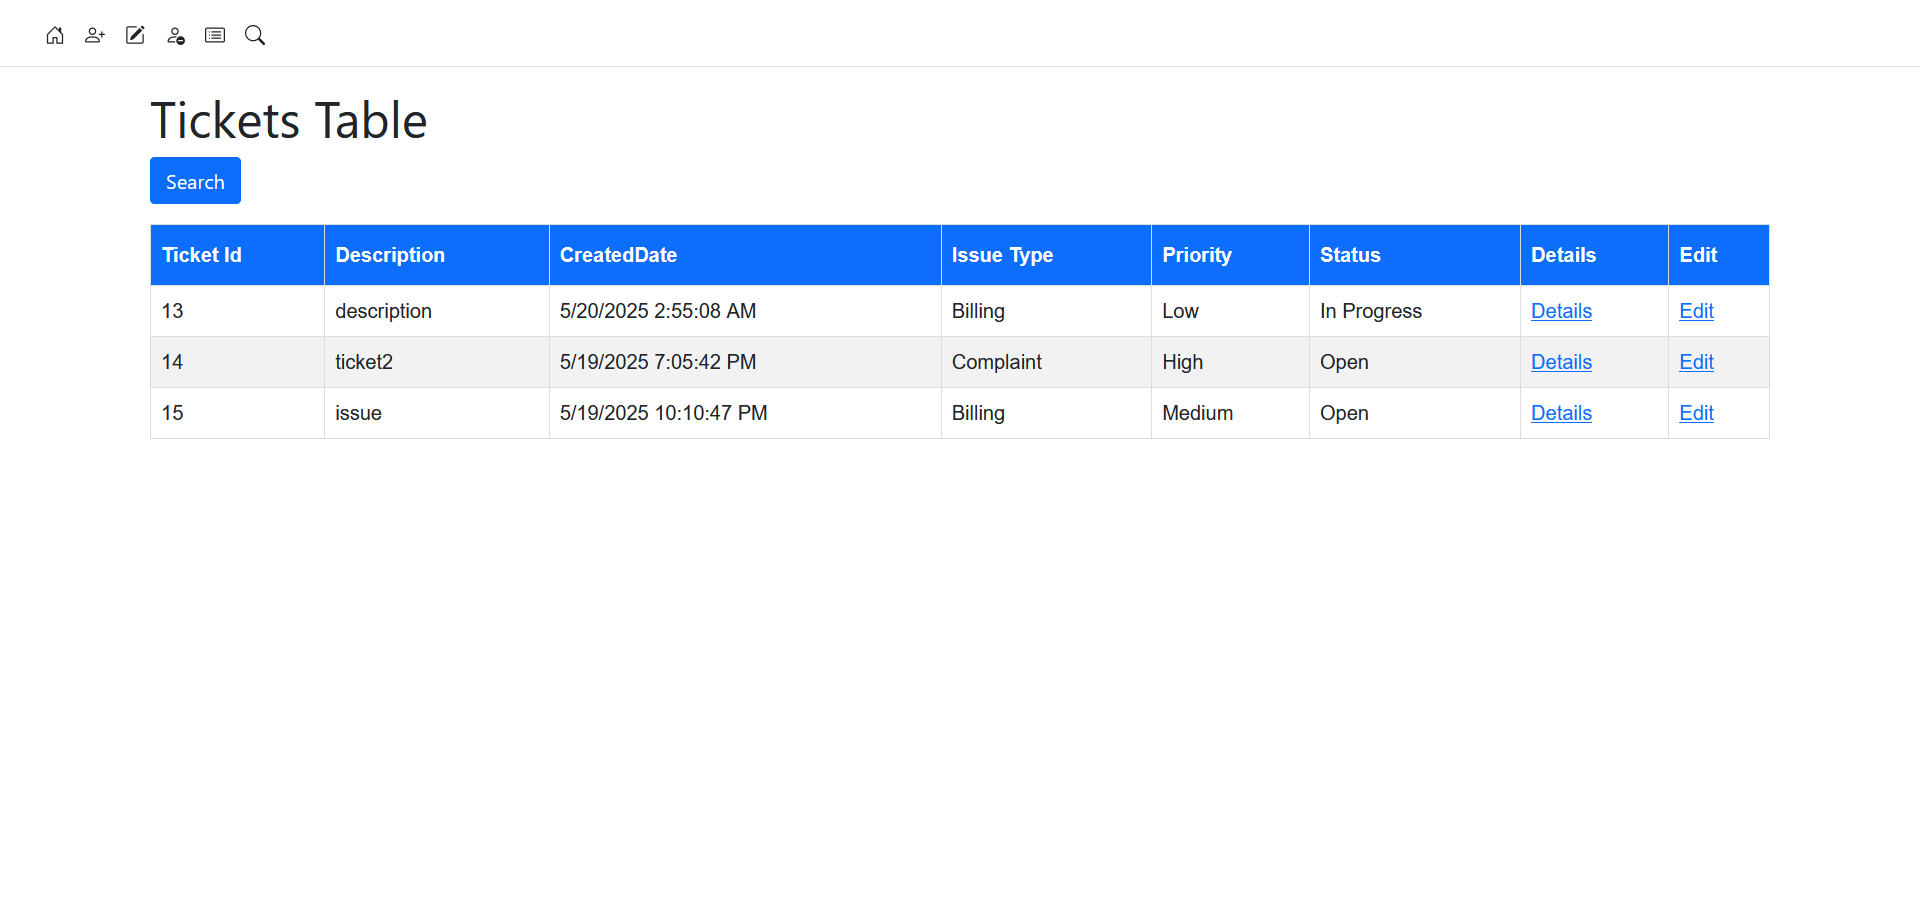 Tickets Table
Search
Ticket Id Description CreatedDate Issue Type Priority Status Details Edit
13 description 5/20/2025 2:55:08 AM Billing Low In Progress Details Edit
14 ticket2 5/19/2025 7:05:42 PM Complaint High Open Details Edit
15 issue 5/19/2025 10:10:47 PM Billing Medium Open Details Edit